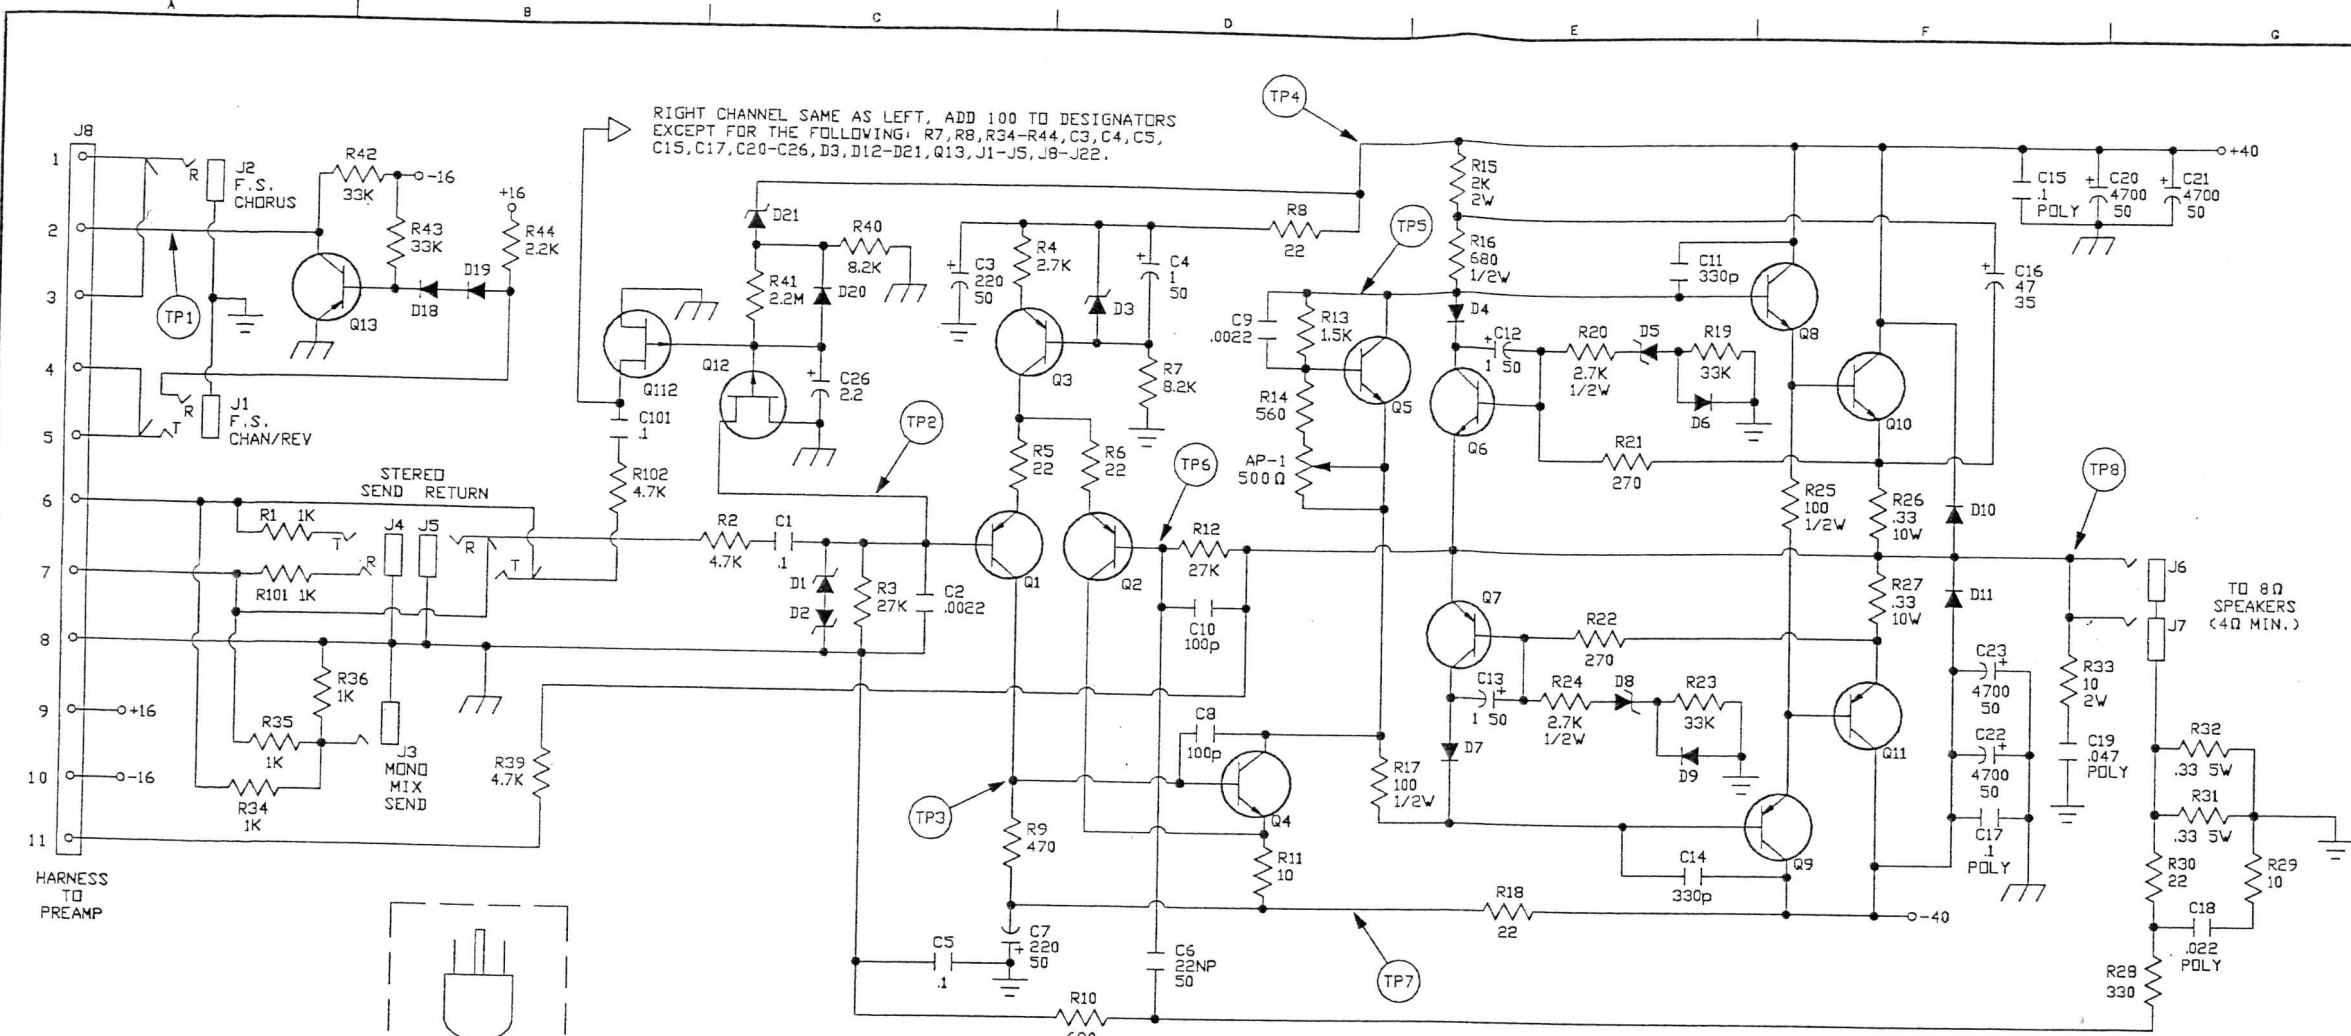 A B C D E F G
RIGHT CHANNEL SAME AS LEFT, ADD 100 TO DESIGNATORS
EXCEPT FOR THE FOLLOWING: R7,R8,R34-R44,C3,C4,C5,
C15,C17,C20-C26,D3,D12-D21,Q13,J1-J5,J8-J22.
J8
1
2
3
4
5
6
7
8
9
10
11
HARNESS
TO
PREAMP
R
J2
F.S.
CHORUS
R42
33K
-16
R43
33K
+16
R44
2.2K
D19
D18
Q13
TP1
R
T
J1
F.S.
CHAN/REV
STEREO
SEND RETURN
R1 1K
T
J4
J5
R
T
R
R101 1K
R36
1K
R35
1K
R34
1K
+16
-16
J3
MONO
MIX
SEND
R39
4.7K
Q112
C101
.1
R102
4.7K
D21
R41
2.2M
D20
R40
8.2K
Q12
C26
2.2
+
TP2
R2
4.7K
C1
.1
D1
D2
R3
27K
C2
.0022
C3
220
50
+
R4
2.7K
D3
C4
1
50
+
R8
22
Q3
R7
8.2K
R5
22
R6
22
Q1
Q2
TP6
R12
27K
C10
100p
TP3
C8
100p
Q4
R9
470
R11
10
C7
220
50
+
C5
.1
C6
22NP
50
R10
TP4
TP5
R15
2K
2W
R16
680
1/2W
C9
.0022
R13
1.5K
R14
560
AP-1
500Ω
Q5
D4
C12
1 50
+
Q6
R20
2.7K
1/2W
D5
R19
33K
D6
R21
270
C11
330p
Q8
Q10
C16
47
35
+
R25
100
1/2W
R26
.33
10W
D10
R27
.33
10W
D11
Q7
R22
270
C13
1 50
+
R24
2.7K
1/2W
D8
R23
33K
D9
D7
R17
100
1/2W
Q9
Q11
C14
330p
R18
22
TP7
-40
C23
4700
50
+
C22
4700
50
+
C17
.1
POLY
C15
.1
POLY
C20
4700
50
+
C21
4700
50
+
+40
TP8
J6
J7
TO 8Ω
SPEAKERS
(4Ω MIN.)
R33
10
2W
C19
.047
POLY
R32
.33 5W
R31
.33 5W
R30
22
R29
10
C18
.022
POLY
R28
330